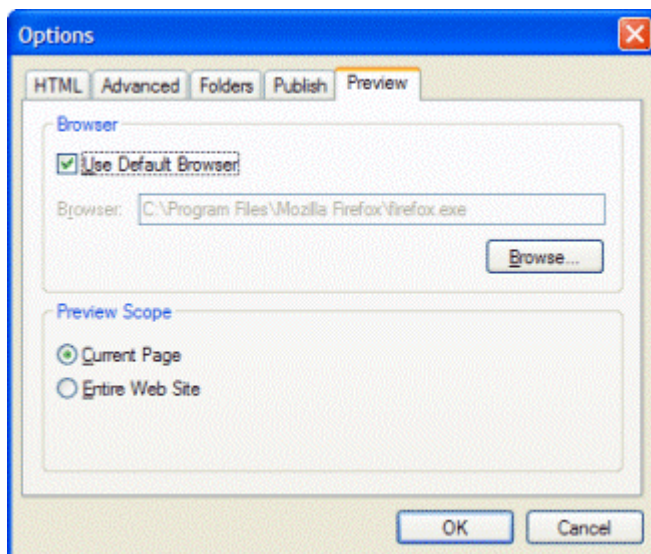 Options
HTML Advanced Folders Publish Preview
Browser
Use Default Browser
Browser: C:\Program Files\Mozilla Firefox\firefox.exe
Browse...
Preview Scope
Current Page
Entire Web Site
OK Cancel